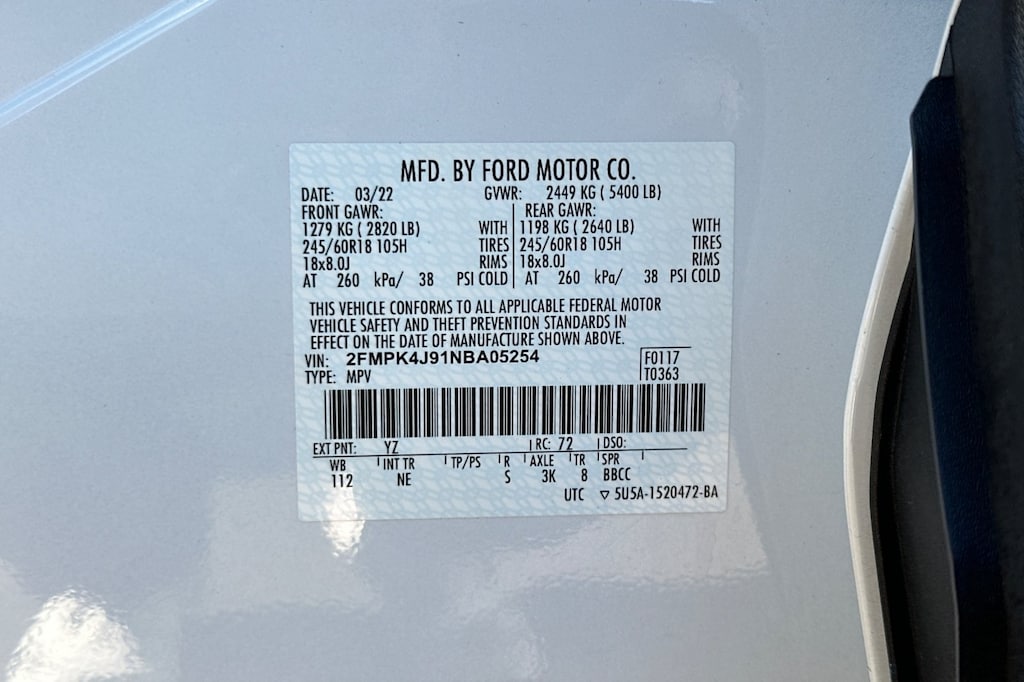 MFD. BY FORD MOTOR CO.
DATE: 03/22 GVWR: 2449 KG ( 5400 LB)
FRONT GAWR: REAR GAWR:
1279 KG ( 2820 LB) WITH 1198 KG ( 2640 LB) WITH
245/60R18 105H TIRES 245/60R18 105H TIRES
18x8.0J RIMS 18x8.0J RIMS
AT 260 kPa/ 38 PSI COLD AT 260 kPa/ 38 PSI COLD
THIS VEHICLE CONFORMS TO ALL APPLICABLE FEDERAL MOTOR
VEHICLE SAFETY AND THEFT PREVENTION STANDARDS IN
EFFECT ON THE DATE OF MANUFACTURE SHOWN ABOVE.
VIN: 2FMPK4J91NBA05254 F0117
TYPE: MPV T0363
EXT PNT: YZ RC: 72 DSO:
WB INT TR TP/PS R AXLE TR SPR
112 NE S 3K 8 BBCC
UTC ▽ 5U5A-1520472-BA